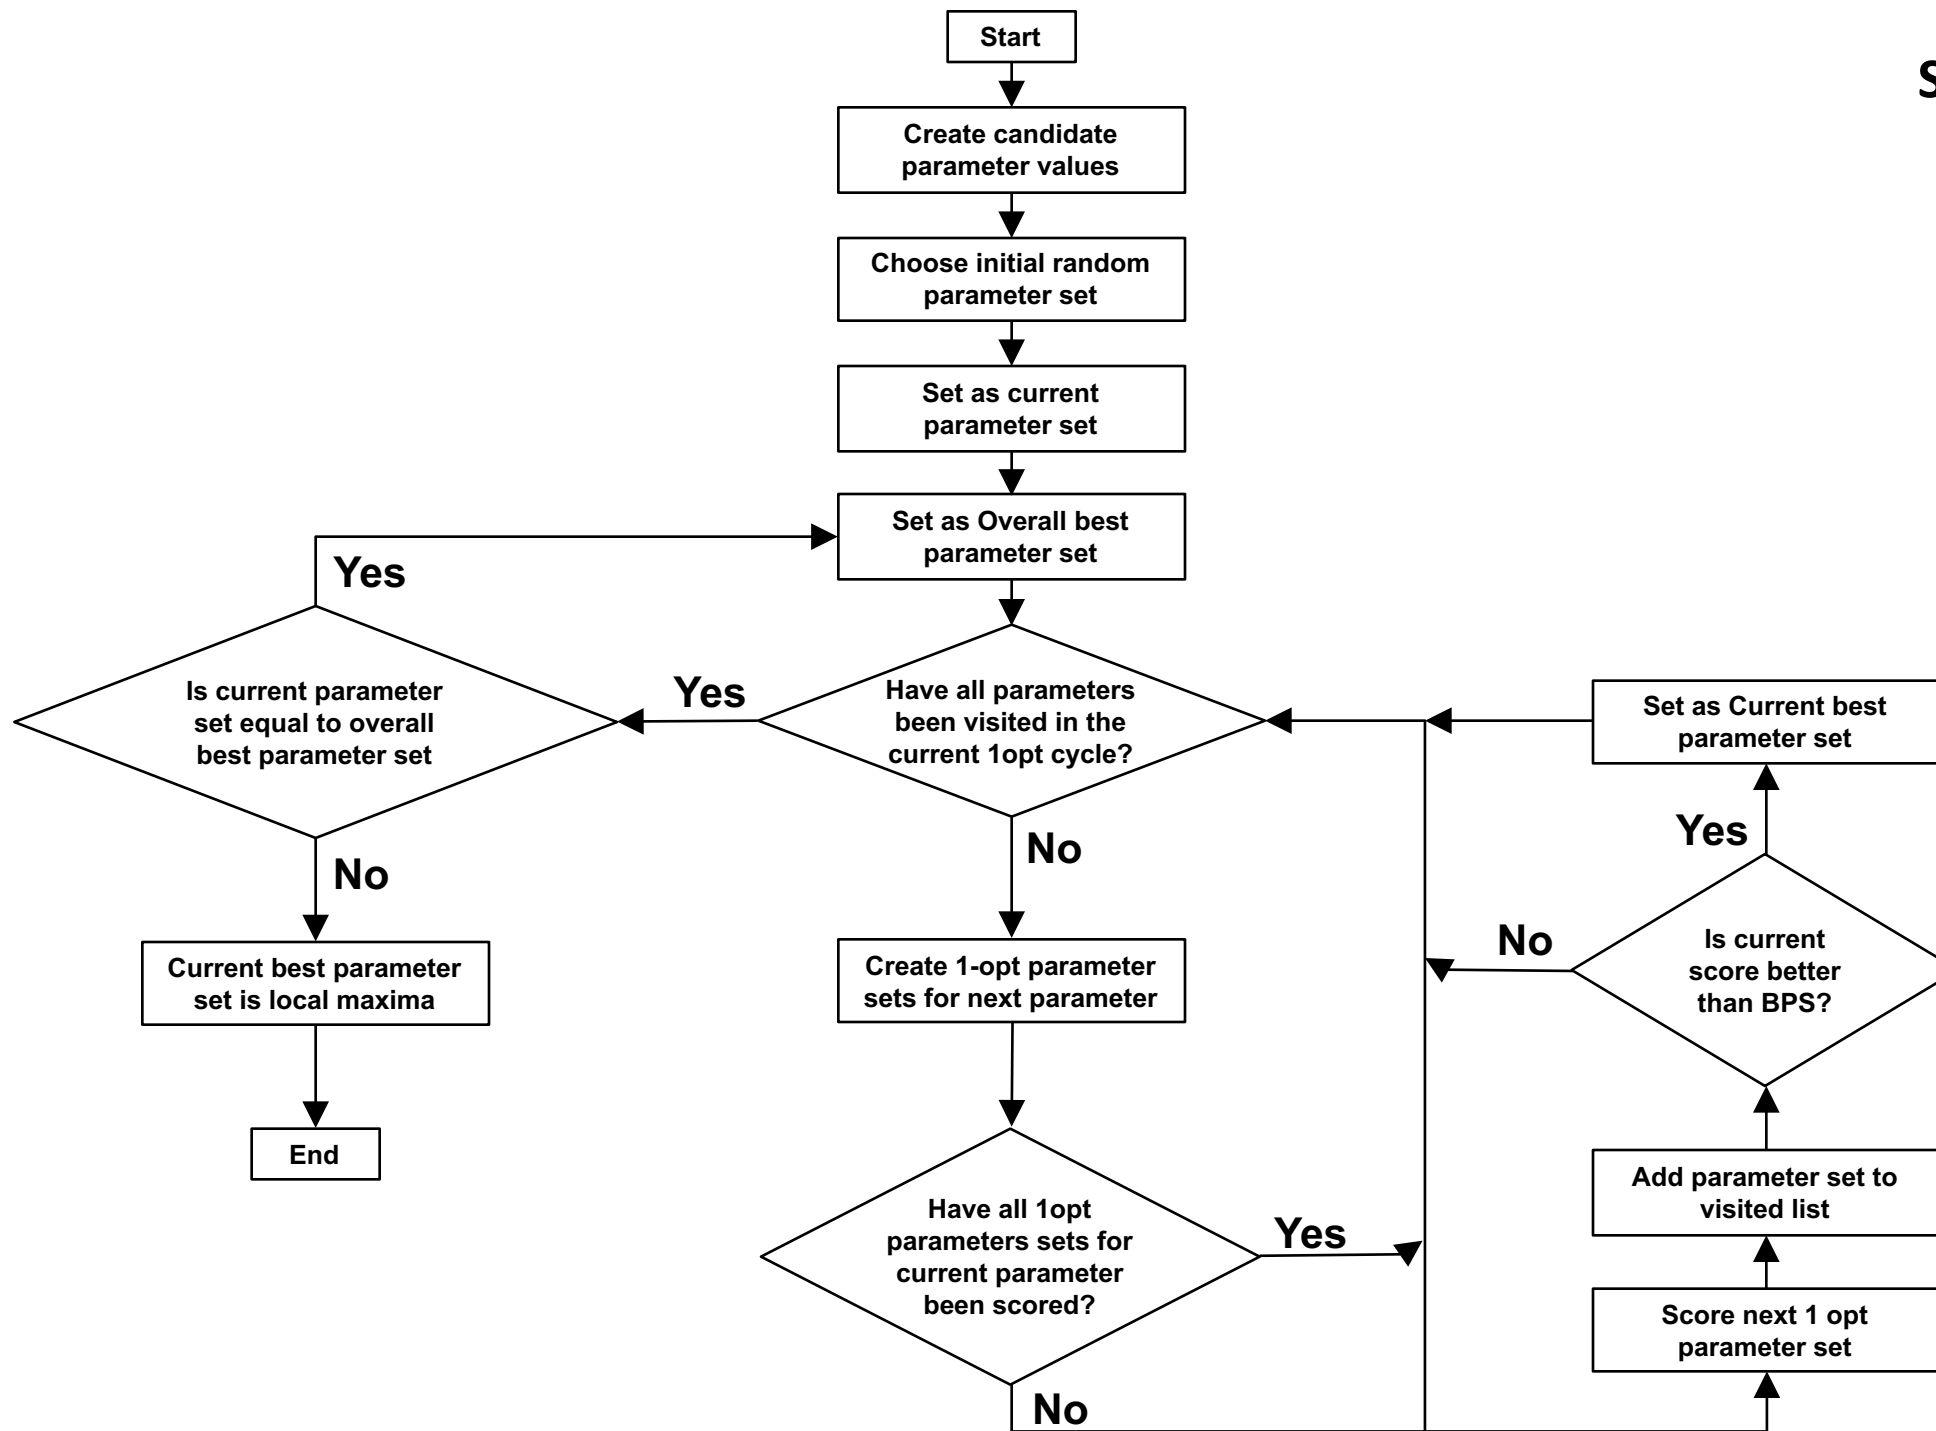 Start
S
Create candidate
parameter values
Choose initial random
parameter set
Set as current
parameter set
Set as Overall best
parameter set
Yes
Is current parameter
set equal to overall
best parameter set
Yes
Have all parameters
been visited in the
current 1opt cycle?
Set as Current best
parameter set
Yes
No
No
Current best parameter
set is local maxima
Create 1-opt parameter
sets for next parameter
No
Is current
score better
than BPS?
End
Have all 1opt
parameters sets for
current parameter
been scored?
Yes
Add parameter set to
visited list
Score next 1 opt
parameter set
No